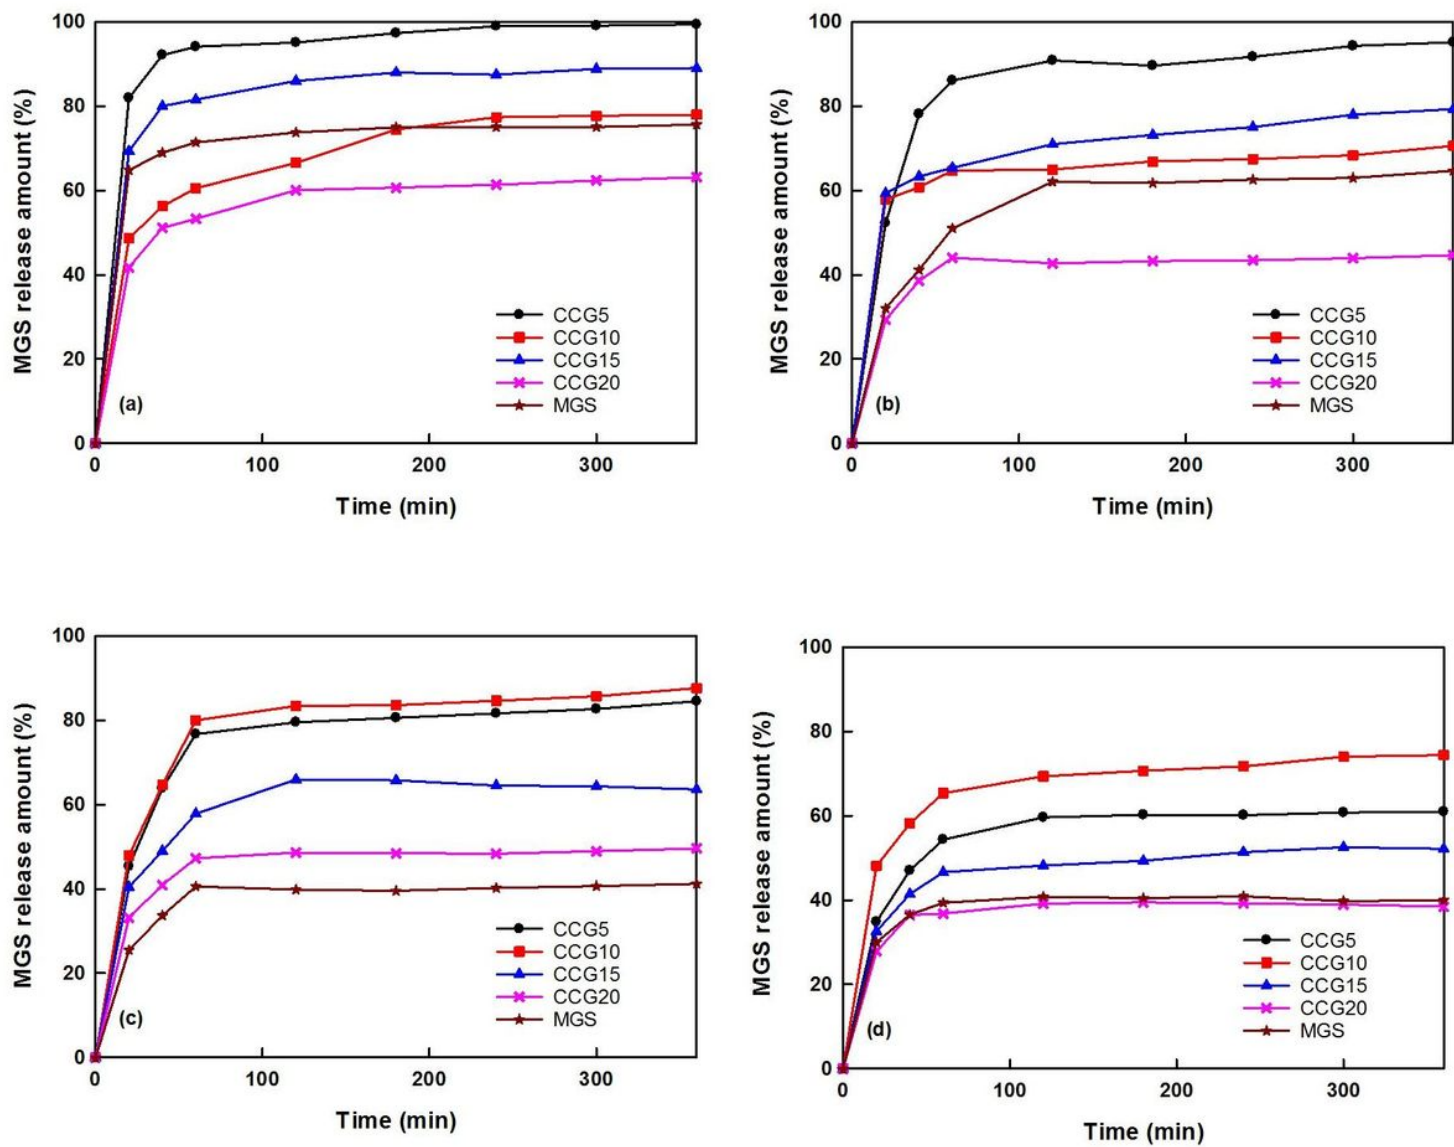 100
80
60
40
20
0
MGS release amount (%)
CCG5
CCG10
CCG15
CCG20
MGS
(a)
0 100 200 300
Time (min)
100
80
60
40
20
0
MGS release amount (%)
CCG5
CCG10
CCG15
CCG20
MGS
(b)
0 100 200 300
Time (min)
100
80
60
40
20
0
MGS release amount (%)
CCG5
CCG10
CCG15
CCG20
MGS
(c)
0 100 200 300
Time (min)
100
80
60
40
20
0
MGS release amount (%)
CCG5
CCG10
CCG15
CCG20
MGS
(d)
0 100 200 300
Time (min)